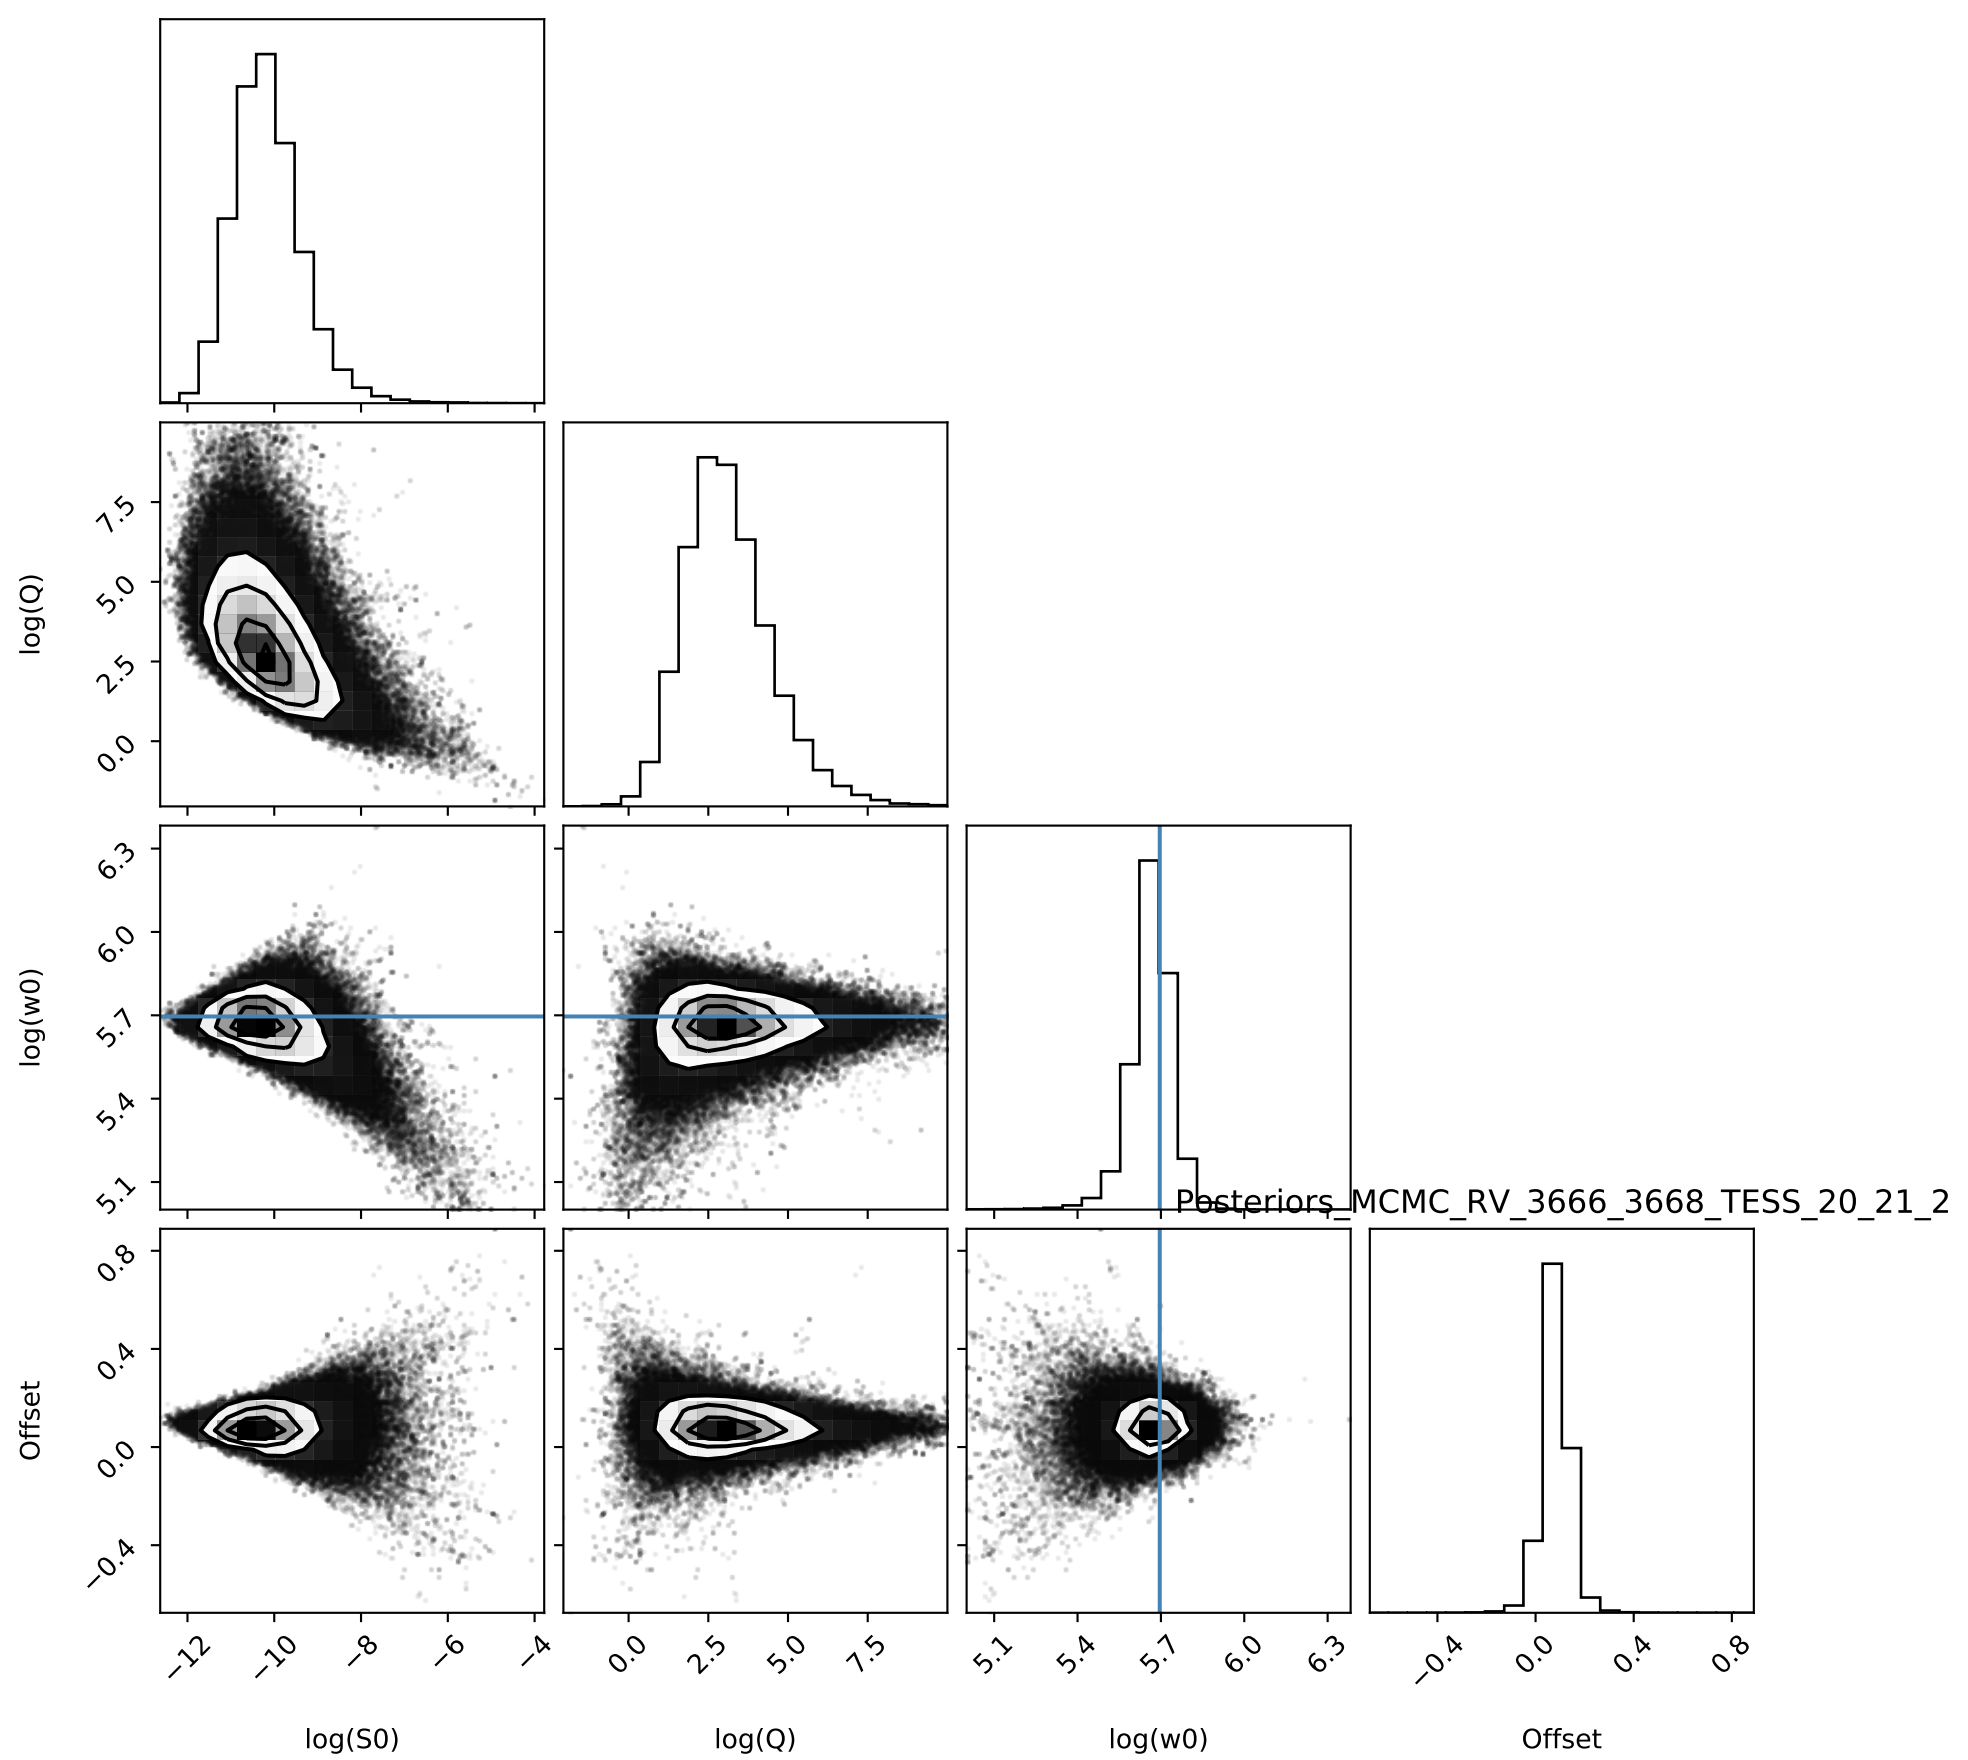 7.5
5.0
2.5
0.0
log(Q)
6.3
6.0
5.7
5.4
5.1
log(w0)
Posteriors_MCMC_RV_3666_3668_TESS_20_21_2
0.8
0.4
0.0
−0.4
Offset
−12 −10 −8 −6 −4 0.0 2.5 5.0 7.5 5.1 5.4 5.7 6.0 6.3 −0.4 0.0 0.4 0.8
log(S0) log(Q) log(w0) Offset